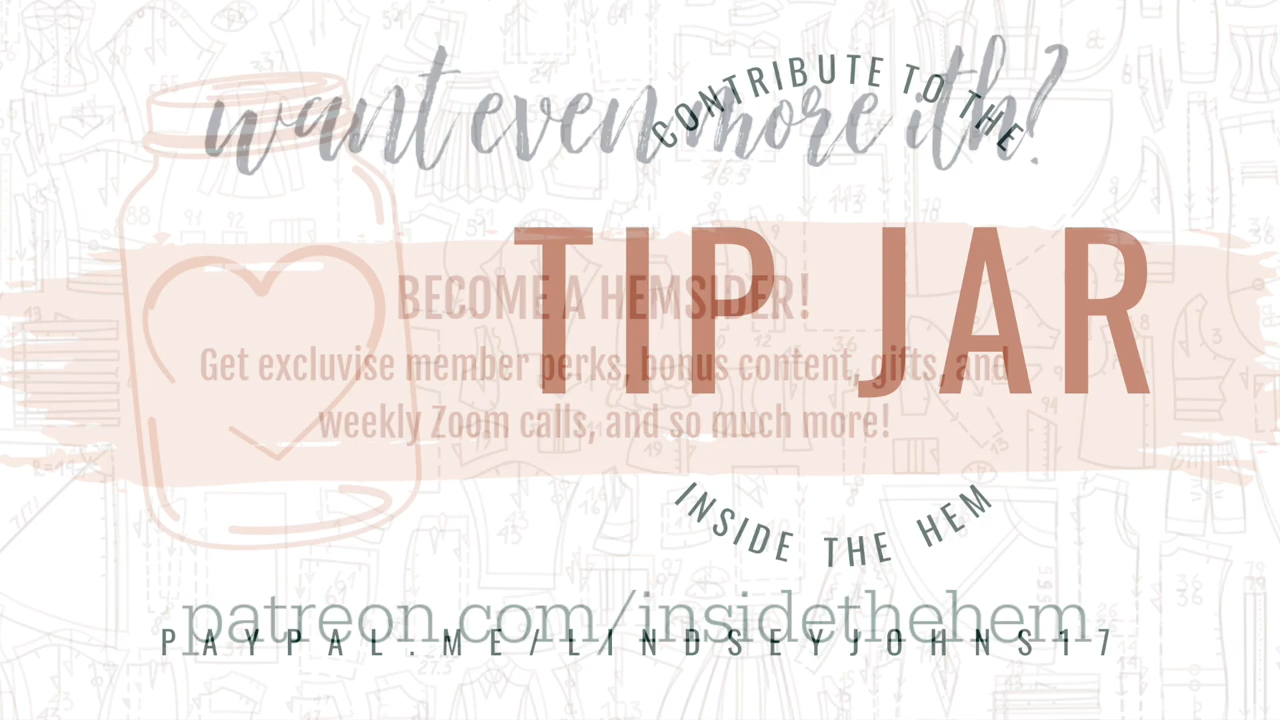 want even more ith?
BECOME A HEMSIDER!
Get excluvise member perks, bonus content, gifts, and
weekly Zoom calls, and so much more!
patreon.com/insidethehem
CONTRIBUTE TO THE
TIP JAR
INSIDE THE HEM
PAYPAL.ME/LINDSEYJOHNS17